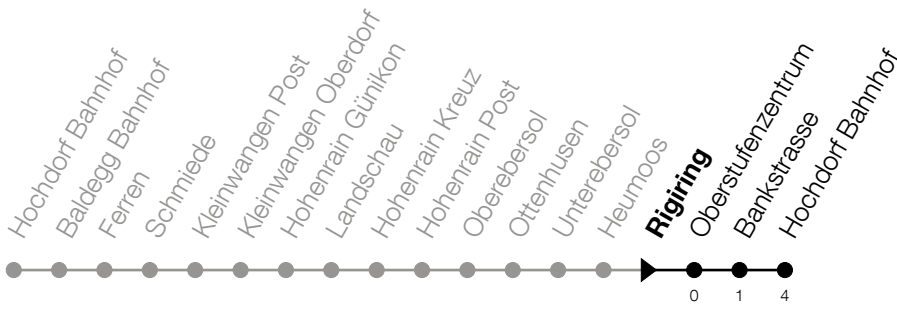 Hochdorf Bahnhof
Baldegg Bahnhof
Ferren
Schmiede
Kleinwangen Post
Kleinwangen Oberdorf
Hohenrain Günikon
Landschau
Hohenrain Kreuz
Hohenrain Post
Oberebersol
Ottenhusen
Unterebersol
Heumoos
Rigiring
Oberstufenzentrum
Bankstrasse
Hochdorf Bahnhof
0 1 4